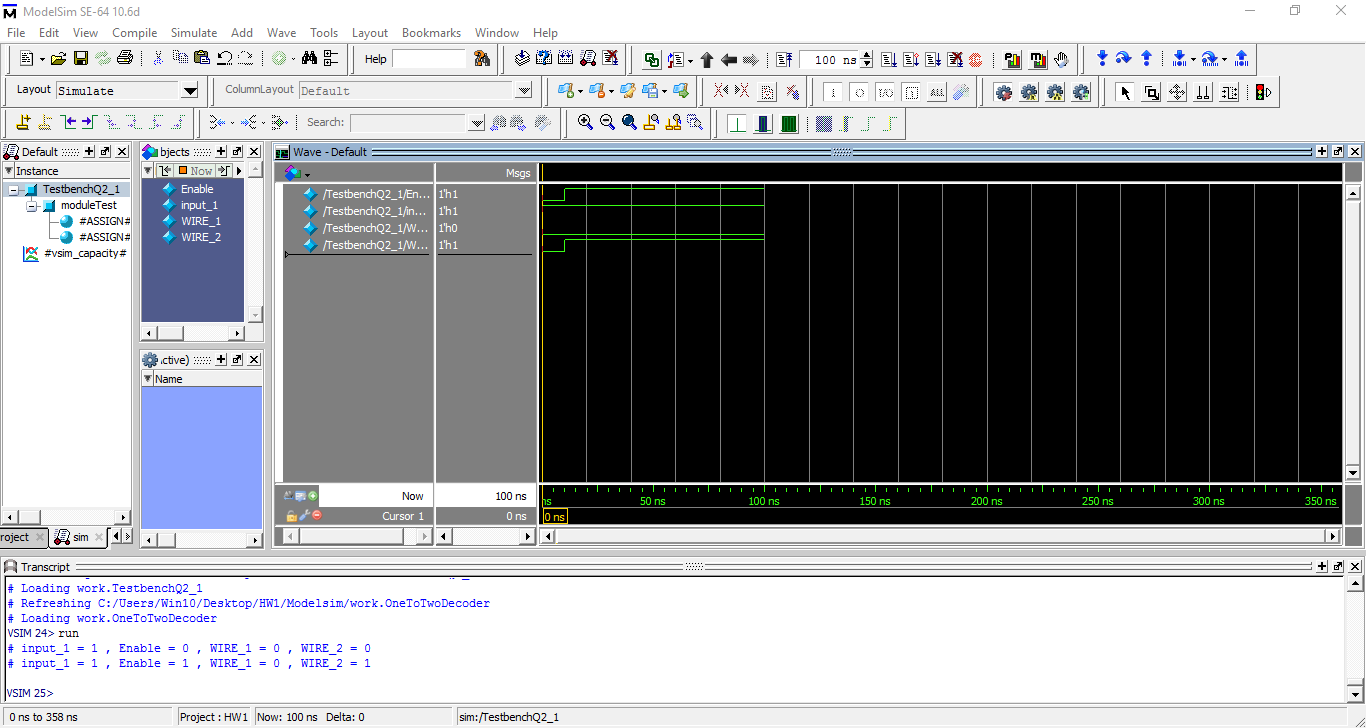 ModelSim SE-64 10.6d
File Edit View Compile Simulate Add Wave Tools Layout Bookmarks Window Help
Help
100 ns
Layout Simulate
ColumnLayout Default
ALL
Search:
Default
Instance
TestbenchQ2_1
moduleTest
#ASSIGN#
#ASSIGN#
#vsim_capacity#
roject
sim
bjects
Now
Enable
input_1
WIRE_1
WIRE_2
ctive)
Name
Wave - Default
Msgs
/TestbenchQ2_1/En... 1'h1
/TestbenchQ2_1/in... 1'h1
/TestbenchQ2_1/W... 1'h0
/TestbenchQ2_1/W... 1'h1
Now 100 ns
Cursor 1 0 ns
ns 50 ns 100 ns 150 ns 200 ns 250 ns 300 ns 350 ns
0 ns
Transcript
# Loading work.TestbenchQ2_1
# Refreshing C:/Users/Win10/Desktop/HW1/Modelsim/work.OneToTwoDecoder
# Loading work.OneToTwoDecoder
VSIM 24> run
# input_1 = 1 , Enable = 0 , WIRE_1 = 0 , WIRE_2 = 0
# input_1 = 1 , Enable = 1 , WIRE_1 = 0 , WIRE_2 = 1
VSIM 25>
0 ns to 358 ns
Project : HW1
Now: 100 ns Delta: 0
sim:/TestbenchQ2_1